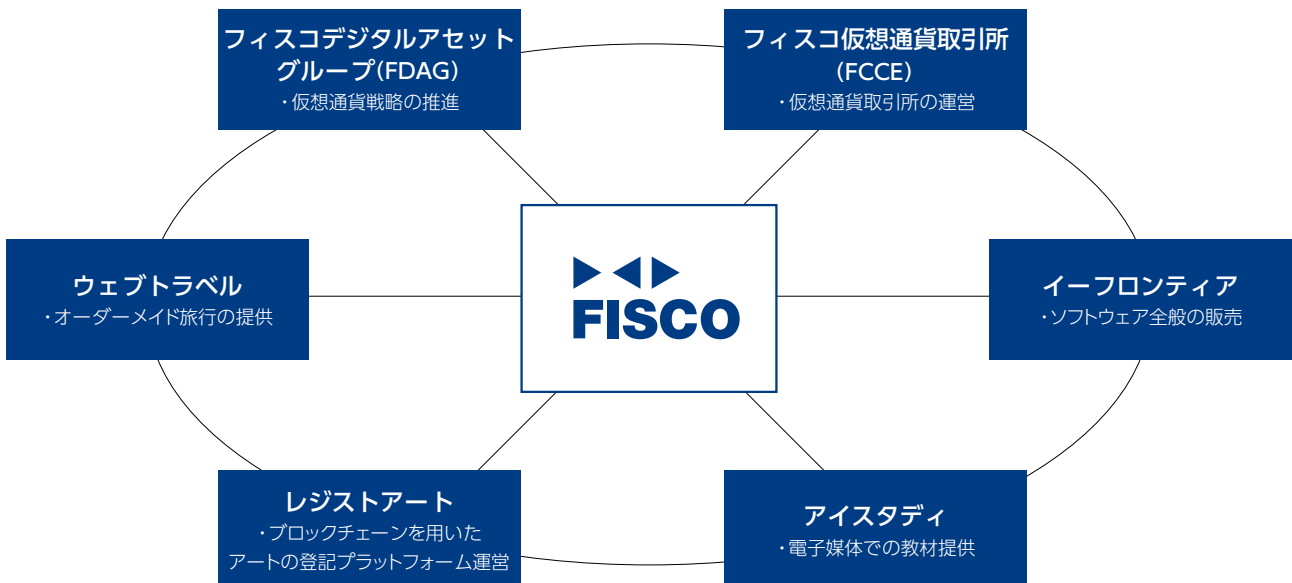 フィスコデジタルアセット
グループ(FDAG)
・仮想通貨戦略の推進
フィスコ仮想通貨取引所
(FCCE)
・仮想通貨取引所の運営
ウェブトラベル
・オーダーメイド旅行の提供
FISCO
イーフロンティア
・ソフトウェア全般の販売
レジストアート
・ブロックチェーンを用いた
アートの登記プラットフォーム運営
アイスタディ
・電子媒体での教材提供